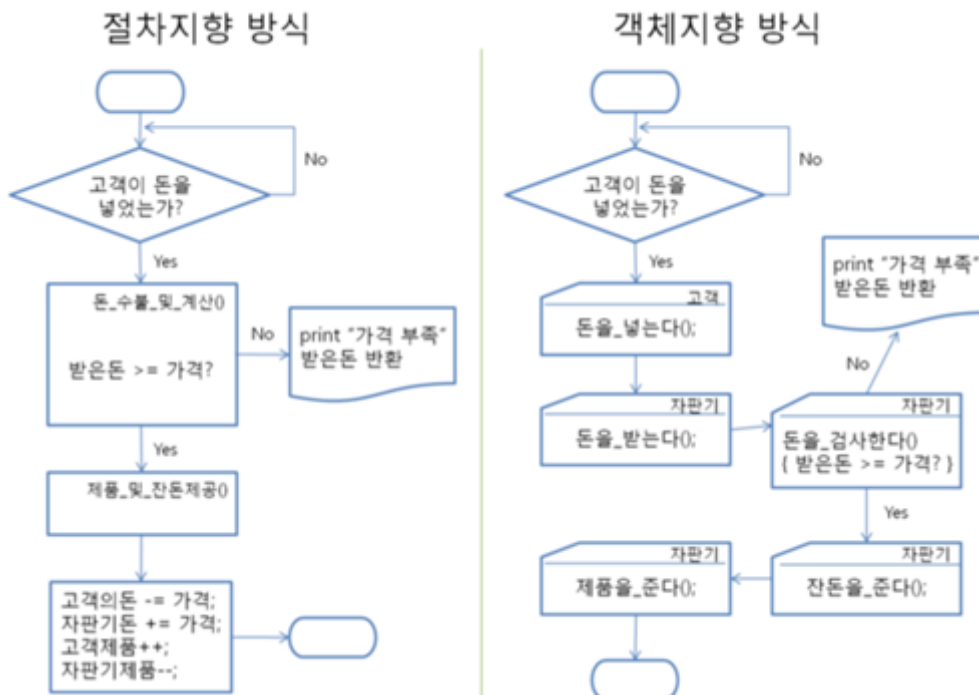 절차지향 방식
고객이 돈을
넣었는가?
No
Yes
돈_수불_및_계산()
받은돈 >= 가격?
No
print "가격 부족"
받은돈 반환
Yes
제품_및_잔돈제공()
고객의돈 -= 가격;
자판기돈 += 가격;
고객제품++;
자판기제품--;
객체지향 방식
고객이 돈을
넣었는가?
No
Yes
고객
돈을_넣는다();
자판기
돈을_받는다();
자판기
돈을_검사한다()
{ 받은돈 >= 가격? }
No
print "가격 부족"
받은돈 반환
Yes
자판기
잔돈을_준다();
자판기
제품을_준다();